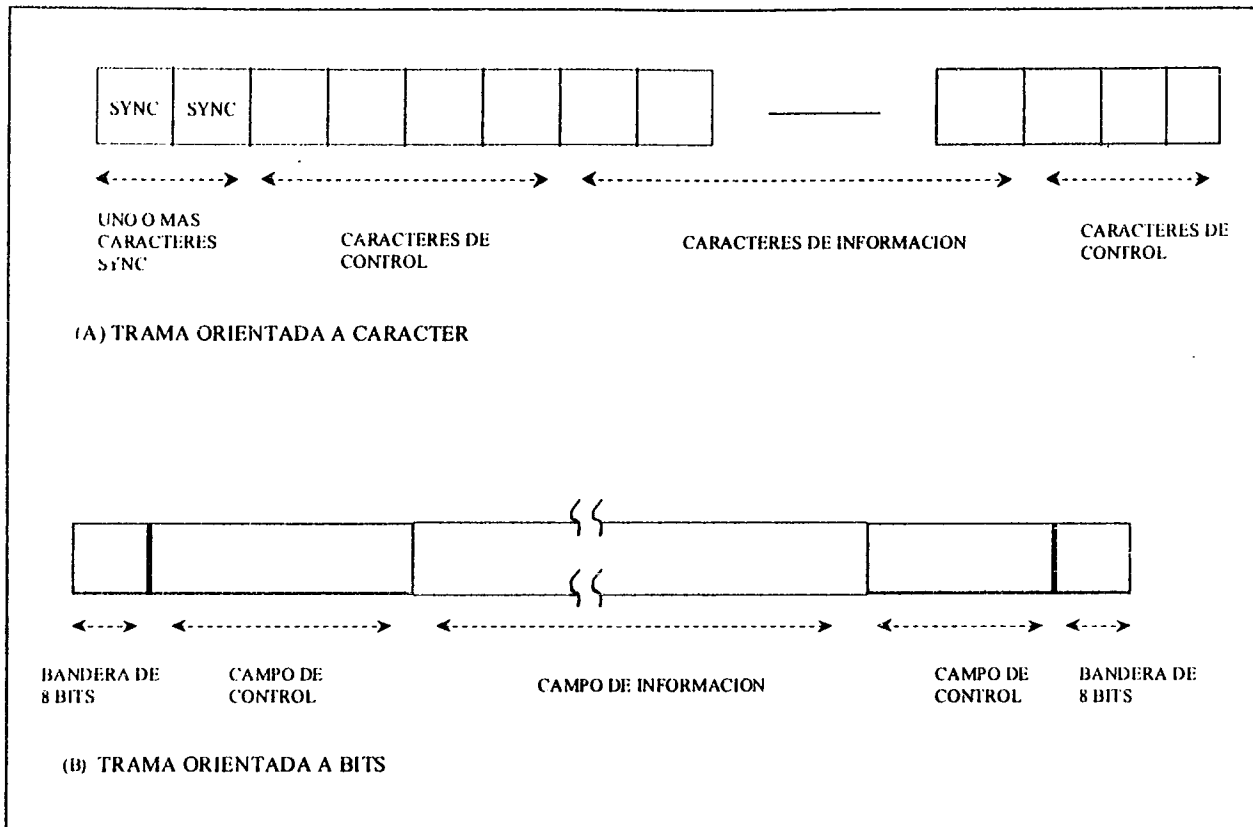 SYNC SYNC
UNO O MAS
CARACTERES
SYNC
CARACTERES DE
CONTROL
CARACTERES DE INFORMACION
CARACTERES DE
CONTROL
(A) TRAMA ORIENTADA A CARACTER
BANDERA DE
8 BITS
CAMPO DE
CONTROL
CAMPO DE INFORMACION
CAMPO DE
CONTROL
BANDERA DE
8 BITS
(B) TRAMA ORIENTADA A BITS